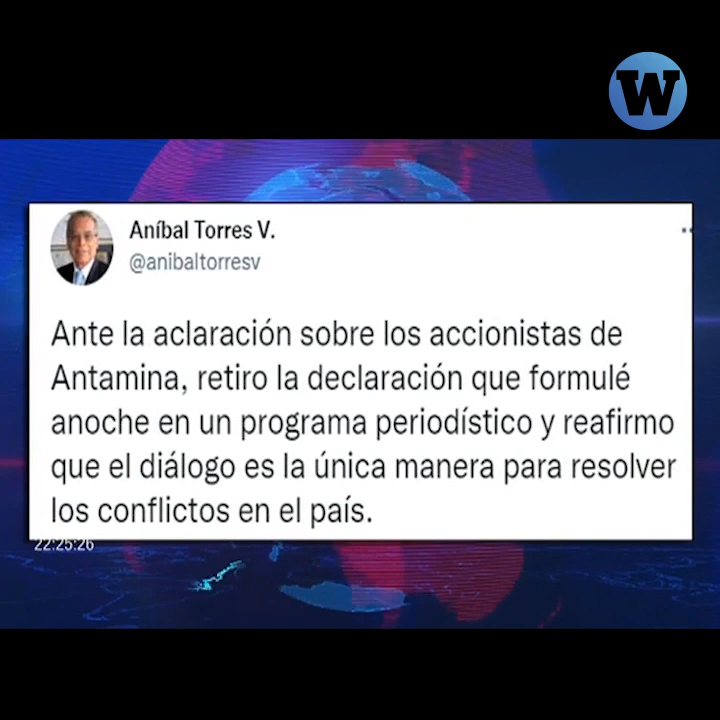 W
Aníbal Torres V.
@anibaltorresv
Ante la aclaración sobre los accionistas de
Antamina, retiro la declaración que formulé
anoche en un programa periodístico y reafirmo
que el diálogo es la única manera para resolver
los conflictos en el país.
22:25:26